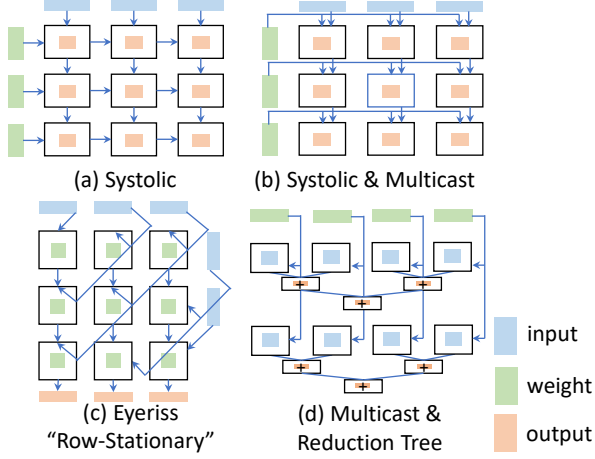 (a) Systolic
(b) Systolic & Multicast
+ +
+
+ +
+
(c) Eyeriss
"Row-Stationary"
(d) Multicast &
Reduction Tree
input
weight
output